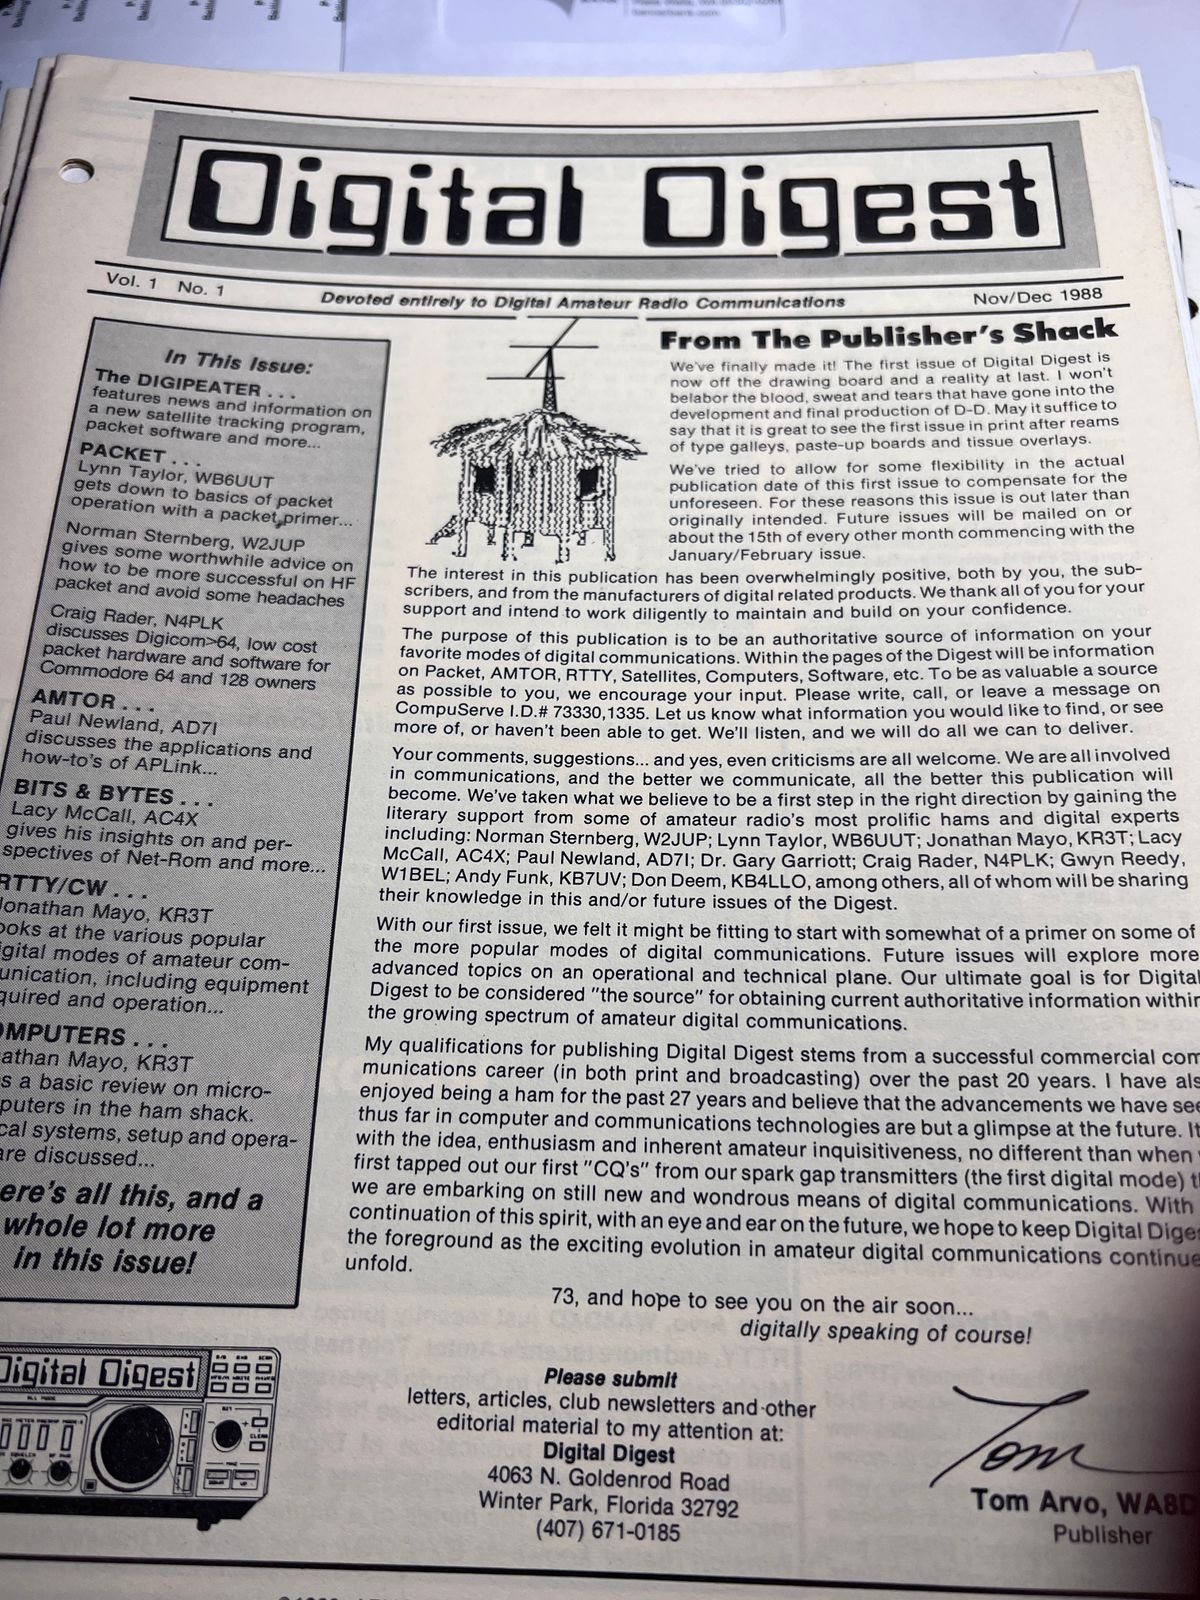 Digital Digest
Vol. 1 No. 1
Devoted entirely to Digital Amateur Radio Communications
Nov/Dec 1988
In This Issue:
The DIGIPEATER . . .
features news and information on
a new satellite tracking program,
packet software and more...
PACKET . . .
Lynn Taylor, WB6UUT
gets down to basics of packet
operation with a packet primer...
Norman Sternberg, W2JUP
gives some worthwhile advice on
how to be more successful on HF
packet and avoid some headaches
Craig Rader, N4PLK
discusses Digicom>64, low cost
packet hardware and software for
Commodore 64 and 128 owners
AMTOR . . .
Paul Newland, AD7I
discusses the applications and
how-to's of APLink...
BITS & BYTES . . .
Lacy McCall, AC4X
gives his insights on and per-
spectives of Net-Rom and more...
RTTY/CW . . .
Jonathan Mayo, KR3T
ooks at the various popular
igital modes of amateur com-
unication, including equipment
quired and operation...
OMPUTERS . . .
athan Mayo, KR3T
s a basic review on micro-
puters in the ham shack.
cal systems, setup and opera-
are discussed...
ere's all this, and a
whole lot more
in this issue!
From The Publisher's Shack
We've finally made it! The first issue of Digital Digest is
now off the drawing board and a reality at last. I won't
belabor the blood, sweat and tears that have gone into the
development and final production of D-D. May it suffice to
say that it is great to see the first issue in print after reams
of type galleys, paste-up boards and tissue overlays.
We've tried to allow for some flexibility in the actual
publication date of this first issue to compensate for the
unforeseen. For these reasons this issue is out later than
originally intended. Future issues will be mailed on or
about the 15th of every other month commencing with the
January/February issue.
The interest in this publication has been overwhelmingly positive, both by you, the sub-
scribers, and from the manufacturers of digital related products. We thank all of you for your
support and intend to work diligently to maintain and build on your confidence.
The purpose of this publication is to be an authoritative source of information on your
favorite modes of digital communications. Within the pages of the Digest will be information
on Packet, AMTOR, RTTY, Satellites, Computers, Software, etc. To be as valuable a source
as possible to you, we encourage your input. Please write, call, or leave a message on
CompuServe I.D.# 73330,1335. Let us know what information you would like to find, or see
more of, or haven't been able to get. We'll listen, and we will do all we can to deliver.
Your comments, suggestions... and yes, even criticisms are all welcome. We are all involved
in communications, and the better we communicate, all the better this publication will
become. We've taken what we believe to be a first step in the right direction by gaining the
literary support from some of amateur radio's most prolific hams and digital experts
including: Norman Sternberg, W2JUP; Lynn Taylor, WB6UUT; Jonathan Mayo, KR3T; Lacy
McCall, AC4X; Paul Newland, AD7I; Dr. Gary Garriott; Craig Rader, N4PLK; Gwyn Reedy,
W1BEL; Andy Funk, KB7UV; Don Deem, KB4LLO, among others, all of whom will be sharing
their knowledge in this and/or future issues of the Digest.
With our first issue, we felt it might be fitting to start with somewhat of a primer on some of
the more popular modes of digital communications. Future issues will explore more
advanced topics on an operational and technical plane. Our ultimate goal is for Digital
Digest to be considered "the source" for obtaining current authoritative information within
the growing spectrum of amateur digital communications.
My qualifications for publishing Digital Digest stems from a successful commercial com
munications career (in both print and broadcasting) over the past 20 years. I have als
enjoyed being a ham for the past 27 years and believe that the advancements we have see
thus far in computer and communications technologies are but a glimpse at the future. It
with the idea, enthusiasm and inherent amateur inquisitiveness, no different than when
first tapped out our first "CQ's" from our spark gap transmitters (the first digital mode) t
we are embarking on still new and wondrous means of digital communications. With
continuation of this spirit, with an eye and ear on the future, we hope to keep Digital Diges
the foreground as the exciting evolution in amateur digital communications continue
unfold.
73, and hope to see you on the air soon...
digitally speaking of course!
Digital Digest
Please submit
letters, articles, club newsletters and other
editorial material to my attention at:
Digital Digest
4063 N. Goldenrod Road
Winter Park, Florida 32792
(407) 671-0185
Tom
Tom Arvo, WA8D
Publisher